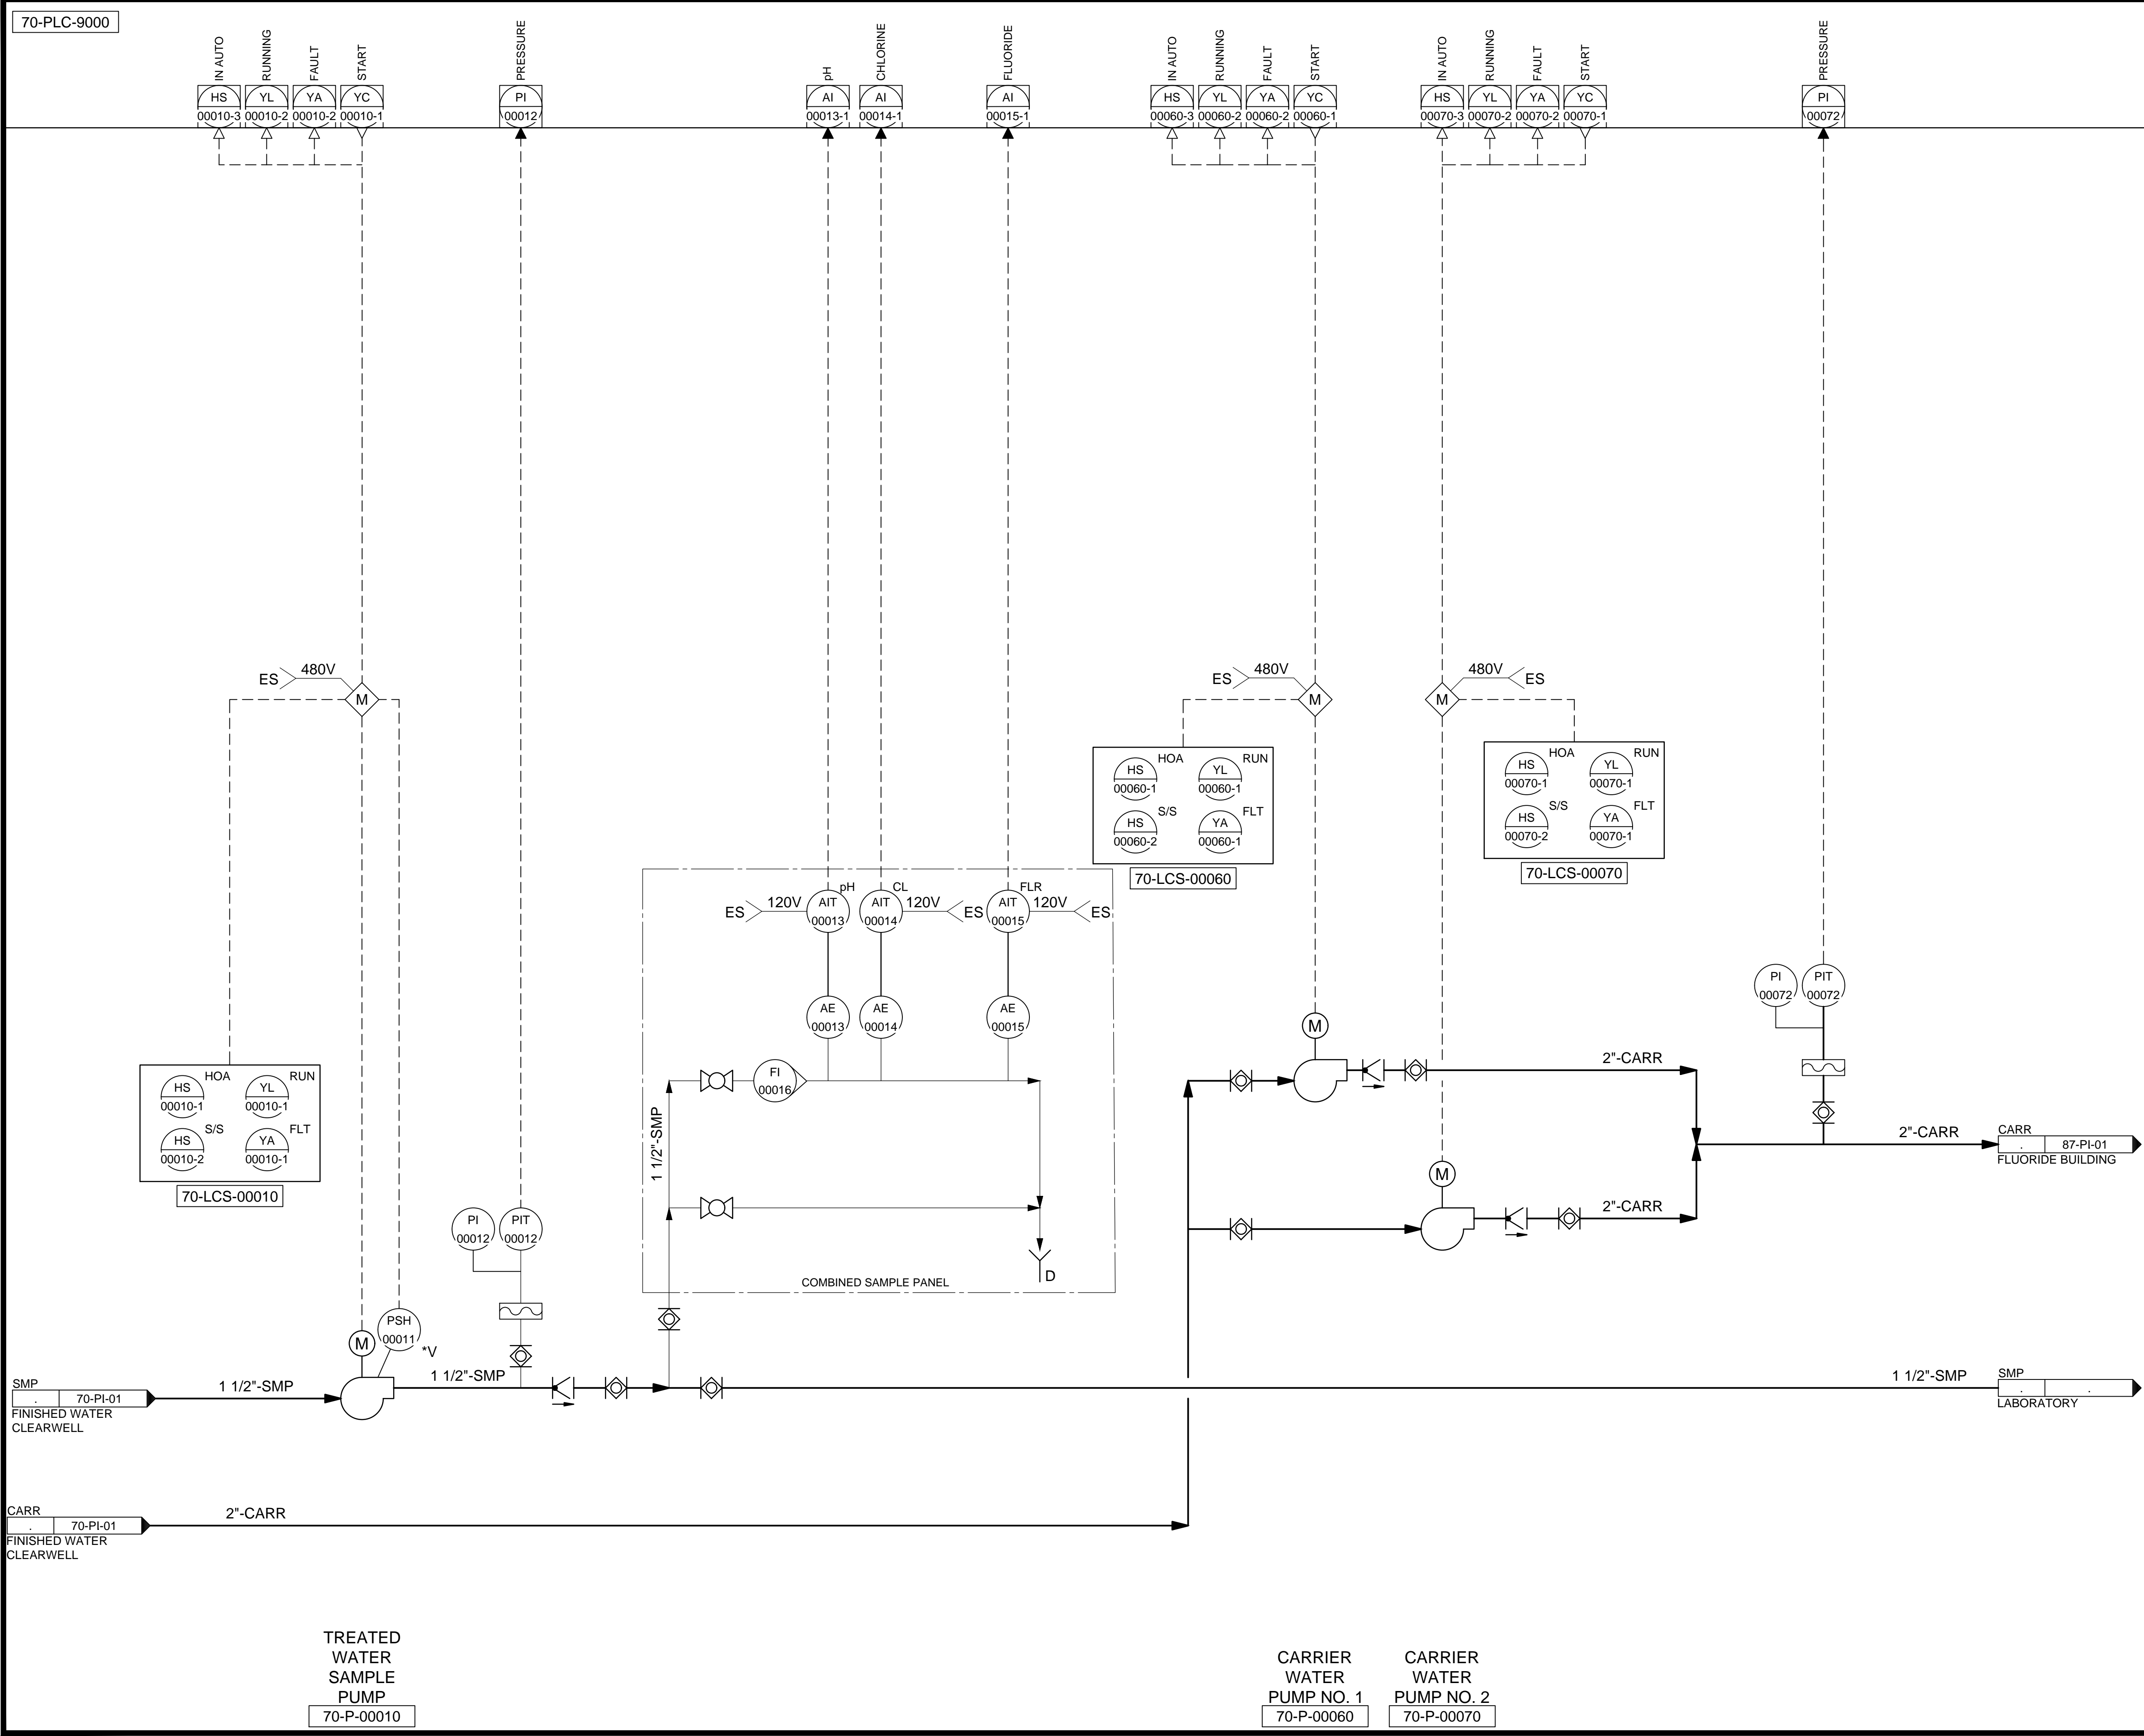 70-PLC-9000
IN AUTO
RUNNING
FAULT
START
PRESSURE
pH
CHLORINE
FLUORIDE
IN AUTO
RUNNING
FAULT
START
IN AUTO
RUNNING
FAULT
START
PRESSURE
HS
00010-3
YL
00010-2
YA
00010-2
YC
00010-1
PI
00012
AI
00013-1
AI
00014-1
AI
00015-1
HS
00060-3
YL
00060-2
YA
00060-2
YC
00060-1
HS
00070-3
YL
00070-2
YA
00070-2
YC
00070-1
PI
00072
ES
480V
M
ES
480V
M
M
480V
ES
HS
00060-1
HOA
YL
00060-1
RUN
HS
00060-2
S/S
YA
00060-1
FLT
70-LCS-00060
HS
00070-1
HOA
YL
00070-1
RUN
HS
00070-2
S/S
YA
00070-1
FLT
70-LCS-00070
ES
120V
AIT
00013
pH
AIT
00014
CL
120V
ES
AIT
00015
FLR
120V
ES
AE
00013
AE
00014
AE
00015
PI
00072
PIT
00072
M
HS
00010-1
HOA
YL
00010-1
RUN
HS
00010-2
S/S
YA
00010-1
FLT
70-LCS-00010
FI
00016
1 1/2"-SMP
2"-CARR
2"-CARR
CARR
.
87-PI-01
FLUORIDE BUILDING
M
2"-CARR
PI
00012
PIT
00012
D
COMBINED SAMPLE PANEL
M
PSH
00011
*V
SMP
.
70-PI-01
FINISHED WATER
CLEARWELL
1 1/2"-SMP
1 1/2"-SMP
1 1/2"-SMP
SMP
.
.
LABORATORY
CARR
.
70-PI-01
FINISHED WATER
CLEARWELL
2"-CARR
TREATED
WATER
SAMPLE
PUMP
70-P-00010
CARRIER
WATER
PUMP NO. 1
70-P-00060
CARRIER
WATER
PUMP NO. 2
70-P-00070